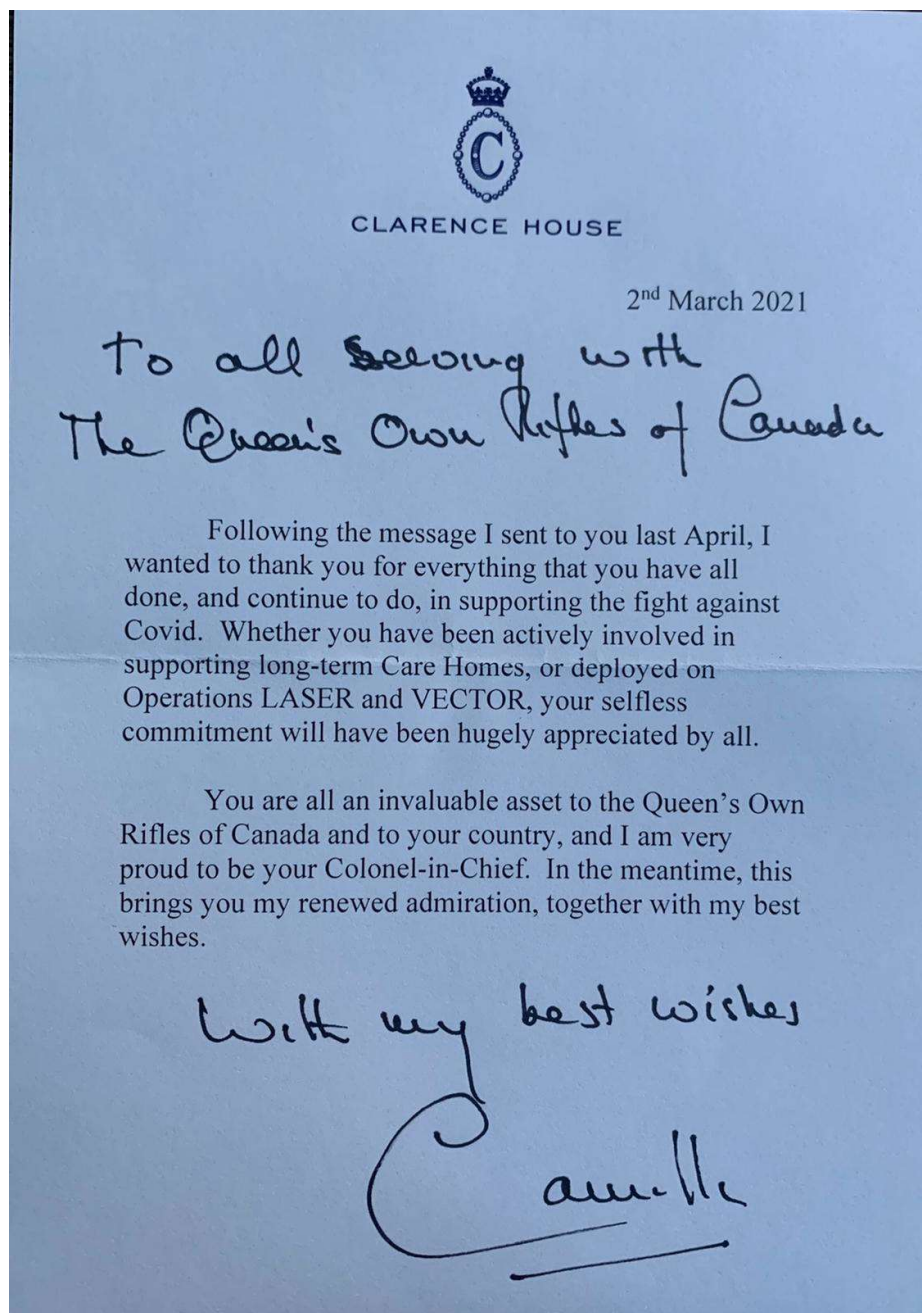 C
CLARENCE HOUSE
2nd March 2021
To all serving with
The Queen's Own Rifles of Canada
Following the message I sent to you last April, I
wanted to thank you for everything that you have all
done, and continue to do, in supporting the fight against
Covid. Whether you have been actively involved in
supporting long-term Care Homes, or deployed on
Operations LASER and VECTOR, your selfless
commitment will have been hugely appreciated by all.
You are all an invaluable asset to the Queen's Own
Rifles of Canada and to your country, and I am very
proud to be your Colonel-in-Chief. In the meantime, this
brings you my renewed admiration, together with my best
wishes.
With my best wishes
Camilla